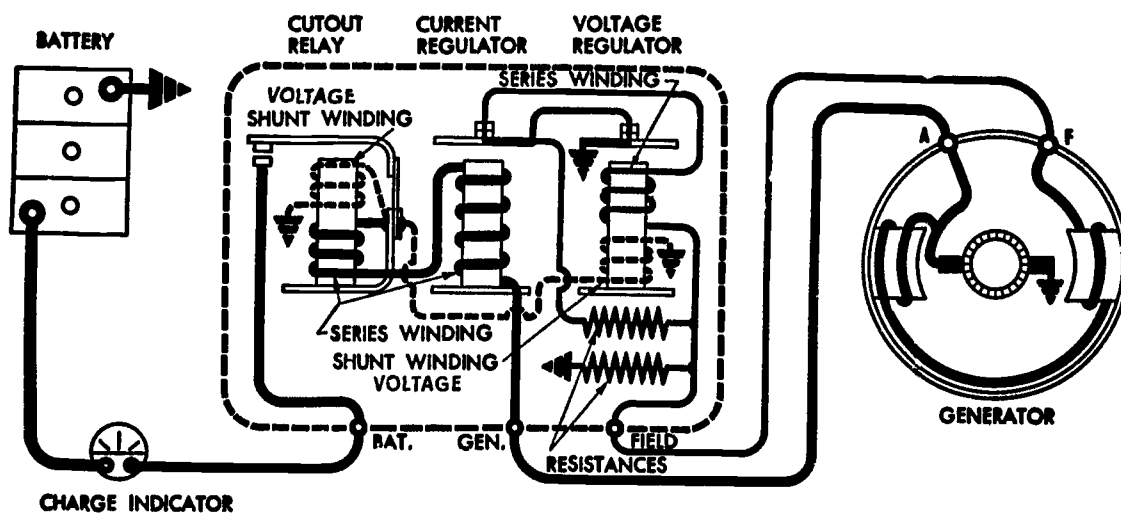 BATTERY
CUTOUT
RELAY
CURRENT
REGULATOR
VOLTAGE
REGULATOR
SERIES WINDING
VOLTAGE
SHUNT WINDING
A
F
SERIES WINDING
SHUNT WINDING
VOLTAGE
GENERATOR
BAT.
GEN.
FIELD
RESISTANCES
CHARGE INDICATOR